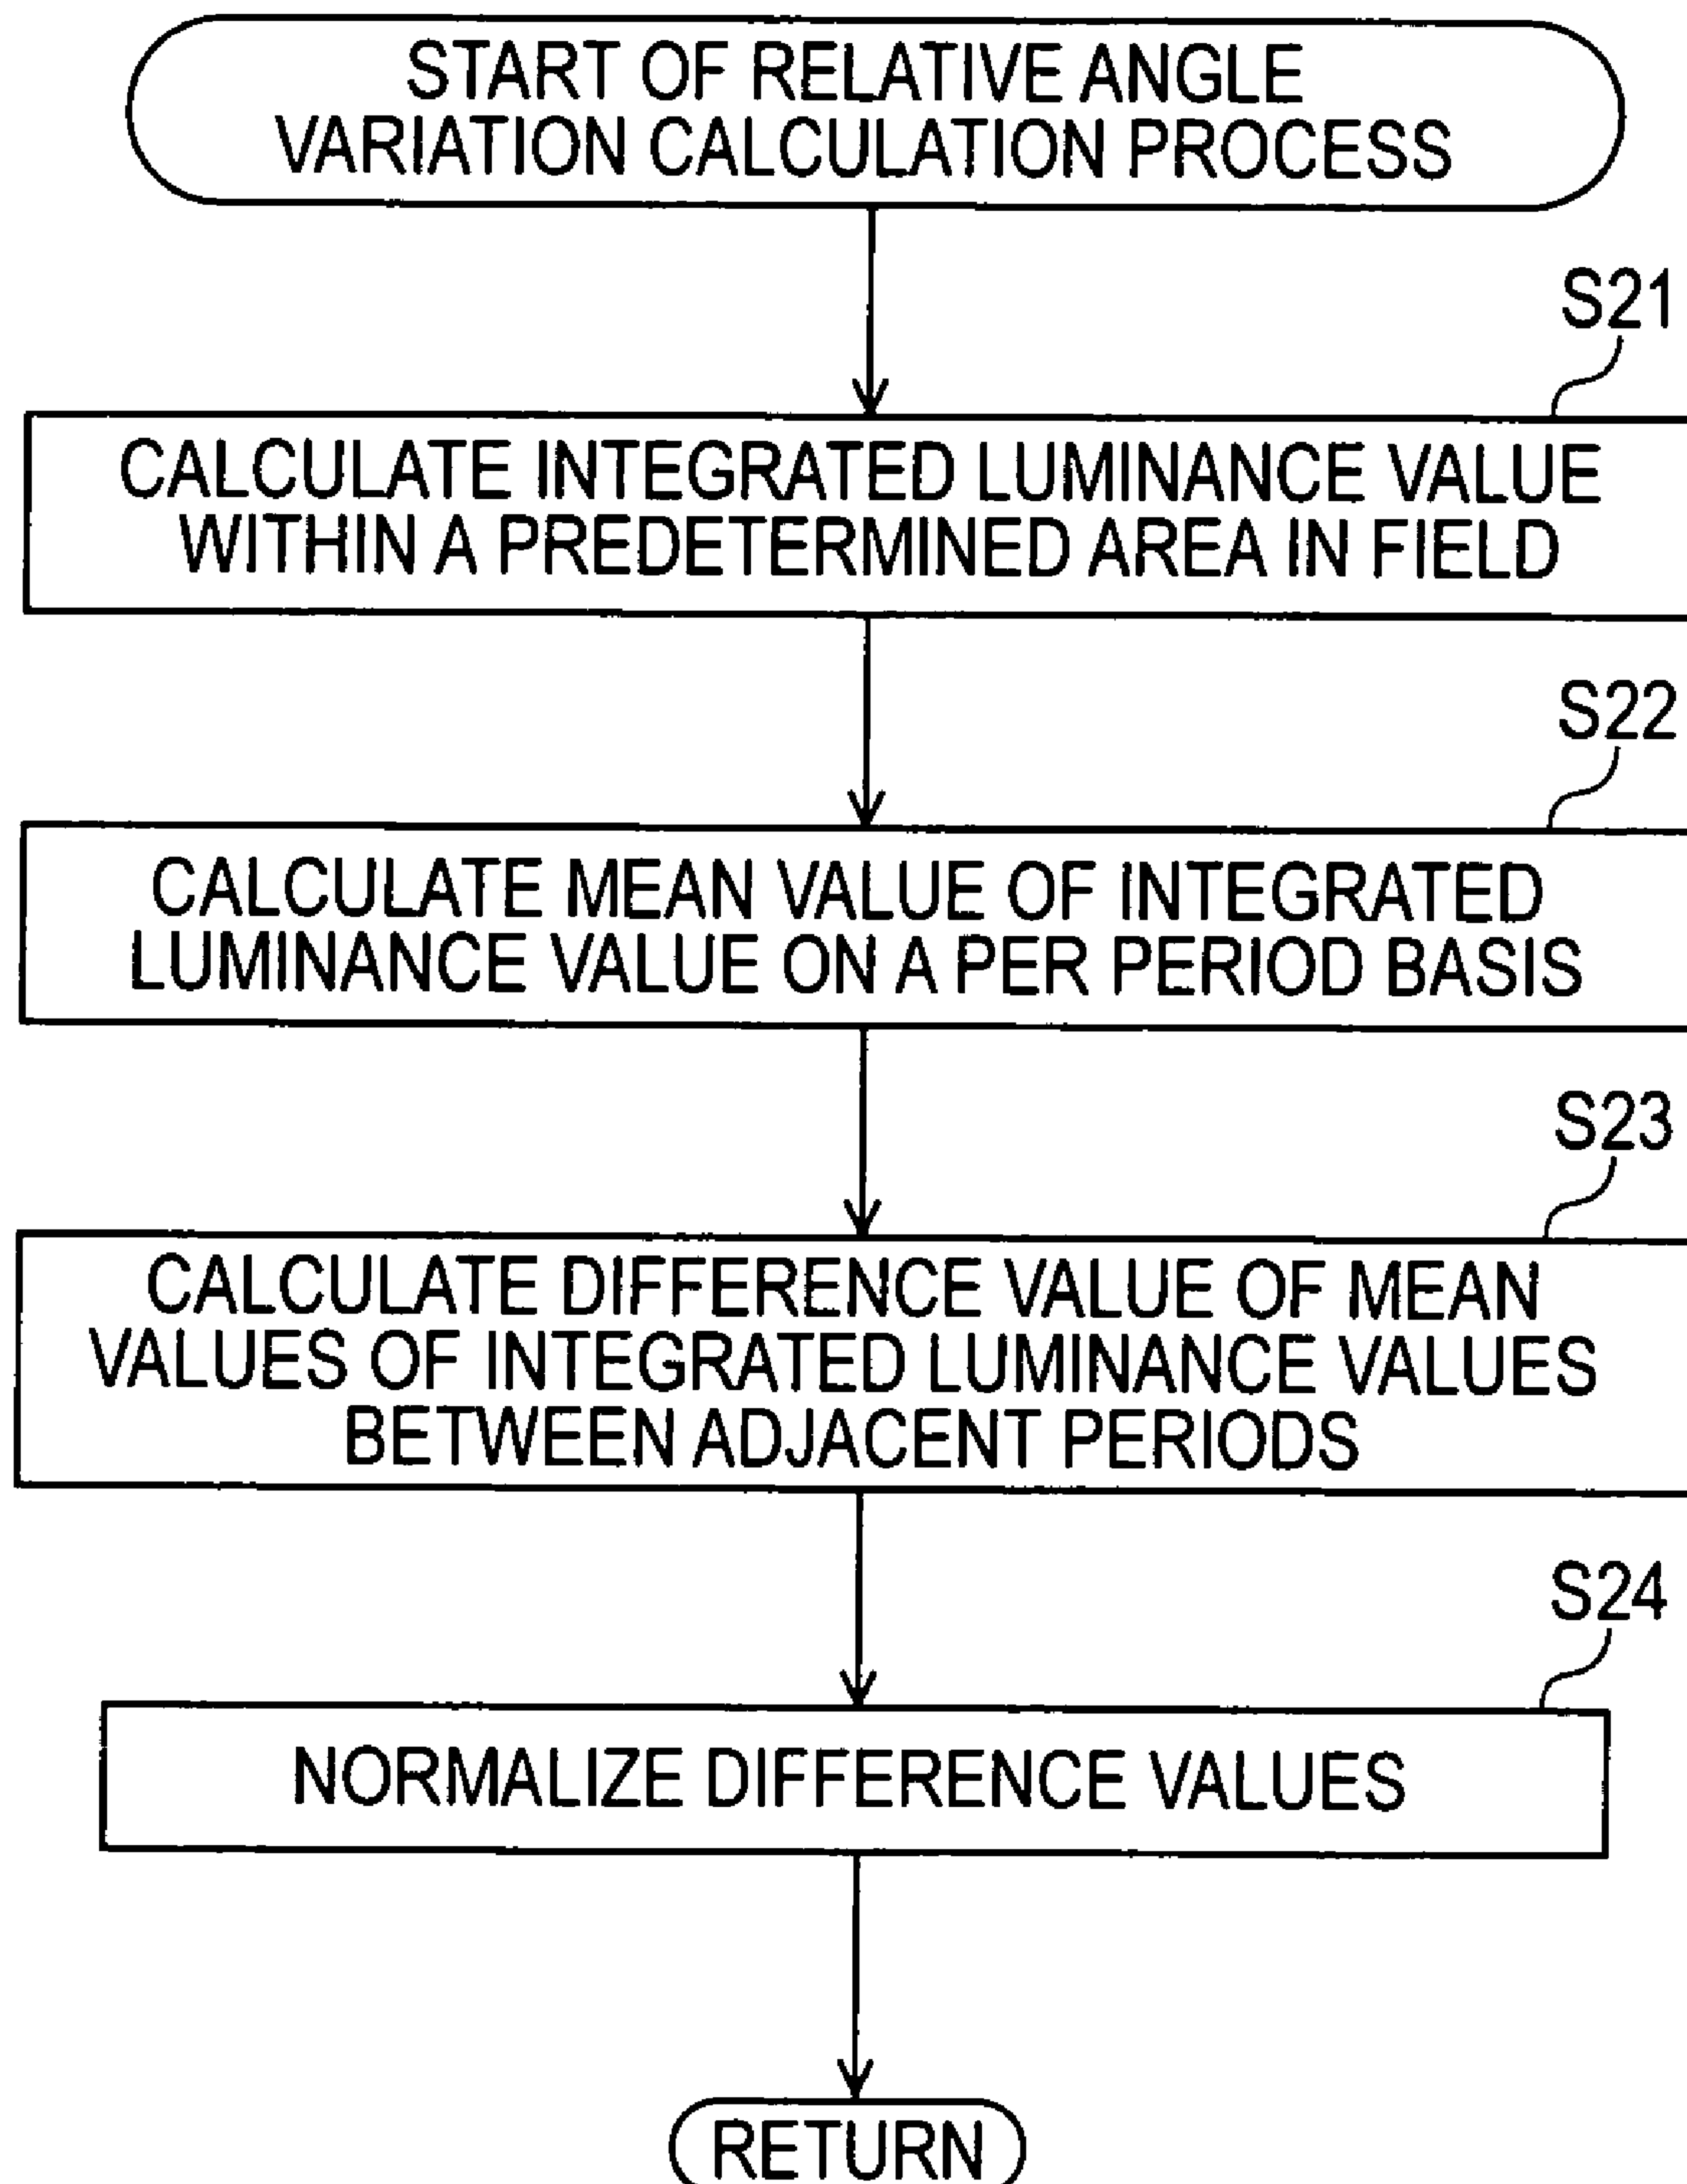 START OF RELATIVE ANGLE
VARIATION CALCULATION PROCESS
S21
CALCULATE INTEGRATED LUMINANCE VALUE
WITHIN A PREDETERMINED AREA IN FIELD
S22
CALCULATE MEAN VALUE OF INTEGRATED
LUMINANCE VALUE ON A PER PERIOD BASIS
S23
CALCULATE DIFFERENCE VALUE OF MEAN
VALUES OF INTEGRATED LUMINANCE VALUES
BETWEEN ADJACENT PERIODS
S24
NORMALIZE DIFFERENCE VALUES
RETURN